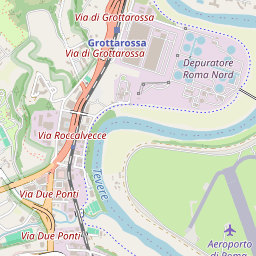 Via di Grottarossa
Grottarossa
Via di Grottarossa
Depuratore
Roma Nord
Via Roccalvecce
Tevere
Via Due Ponti
Via Due Ponti
Aeroporto
di Roma